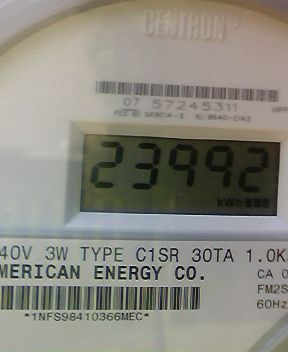 CENTRON
07 57245311
23992
kWh
40V 3W TYPE C1SR 30TA 1.0K
MERICAN ENERGY CO.
CA 0
FM2S
60Hz
*1NFS98410366MEC*